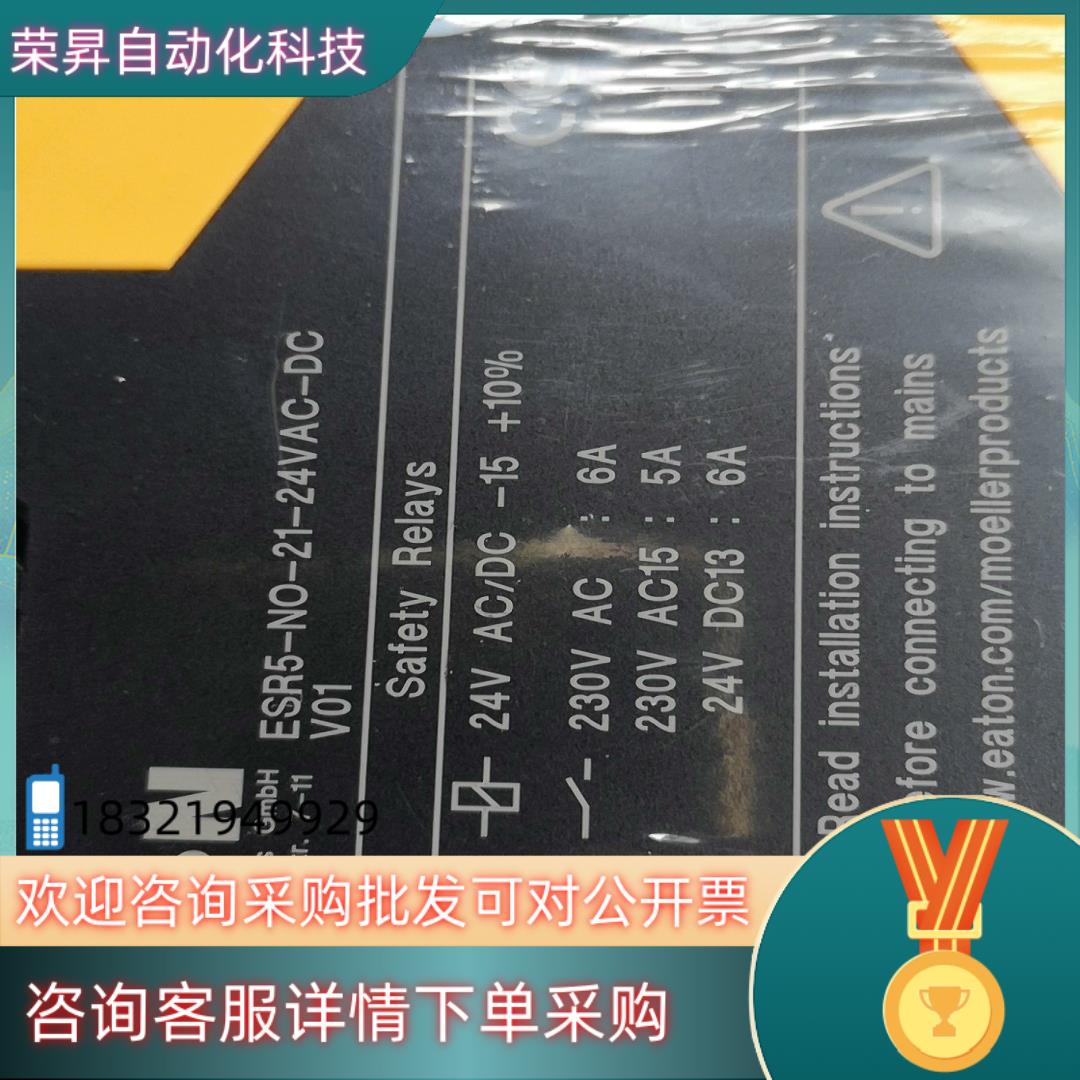 荣昇自动化科技
ESR5-NO-21-24VAC-DC
V01
Safety Relays
24V AC/DC -15 +10%
230V AC : 6A
230V AC15 : 5A
24V DC13 : 6A
Read installation instructions
before connecting to mains
w.eaton.com/moellerproducts
GmbH
18321949929
欢迎咨询采购批发可对公开票
咨询客服详情下单采购